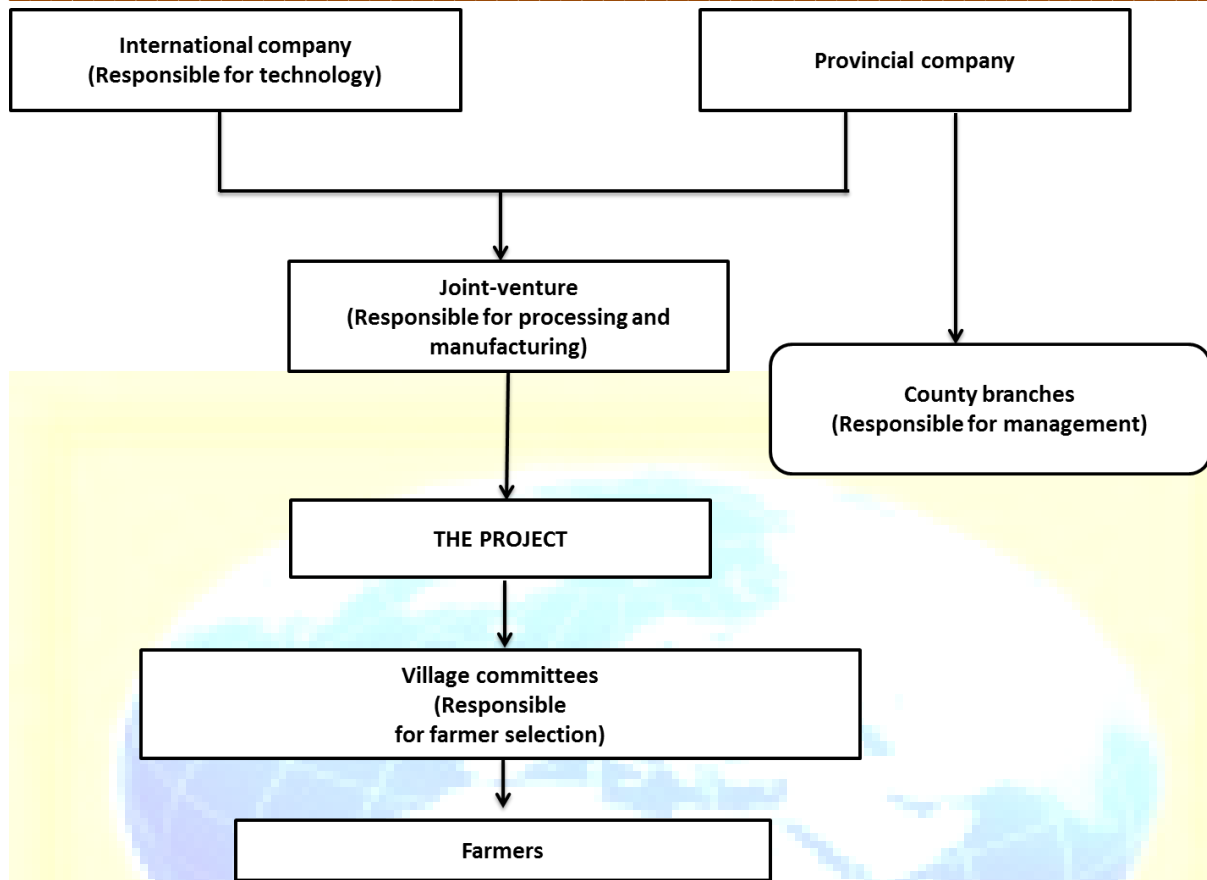 International company
(Responsible for technology)
Provincial company
Joint-venture
(Responsible for processing and
manufacturing)
County branches
(Responsible for management)
THE PROJECT
Village committees
(Responsible
for farmer selection)
Farmers